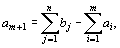 a_{m+1} = \sum_{j=1}^{n} b_j - \sum_{i=1}^{m} a_i,